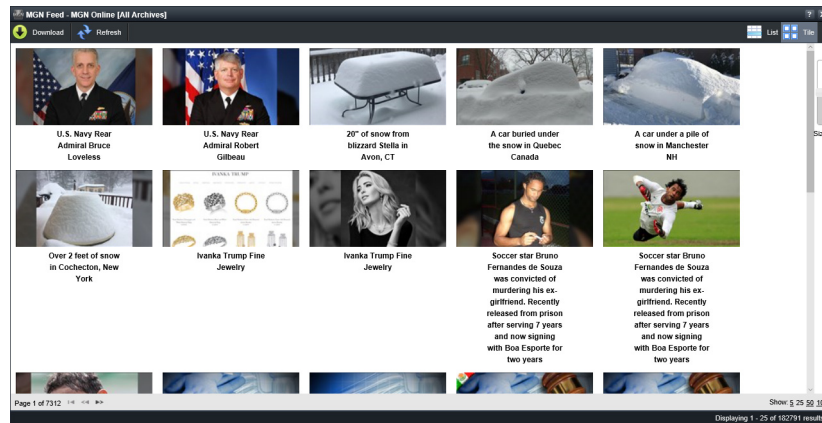 MGN Feed - MGN Online [All Archives]
?
Download
Refresh
List
Tile
U.S. Navy Rear
Admiral Bruce
Loveless
U.S. Navy Rear
Admiral Robert
Gilbeau
20" of snow from
blizzard Stella in
Avon, CT
A car buried under
the snow in Quebec
Canada
A car under a pile of
snow in Manchester
NH
Siz
IVANKA TRUMP
Over 2 feet of snow
in Cochecton, New
York
Ivanka Trump Fine
Jewelry
Ivanka Trump Fine
Jewelry
Soccer star Bruno
Fernandes de Souza
was convicted of
murdering his ex-
girlfriend. Recently
released from prison
after serving 7 years
and now signing
with Boa Esporte for
two years
Soccer star Bruno
Fernandes de Souza
was convicted of
murdering his ex-
girlfriend. Recently
released from prison
after serving 7 years
and now signing
with Boa Esporte for
two years
Page 1 of 7312
Show: 5 25 50 10
Displaying 1 - 25 of 182791 results